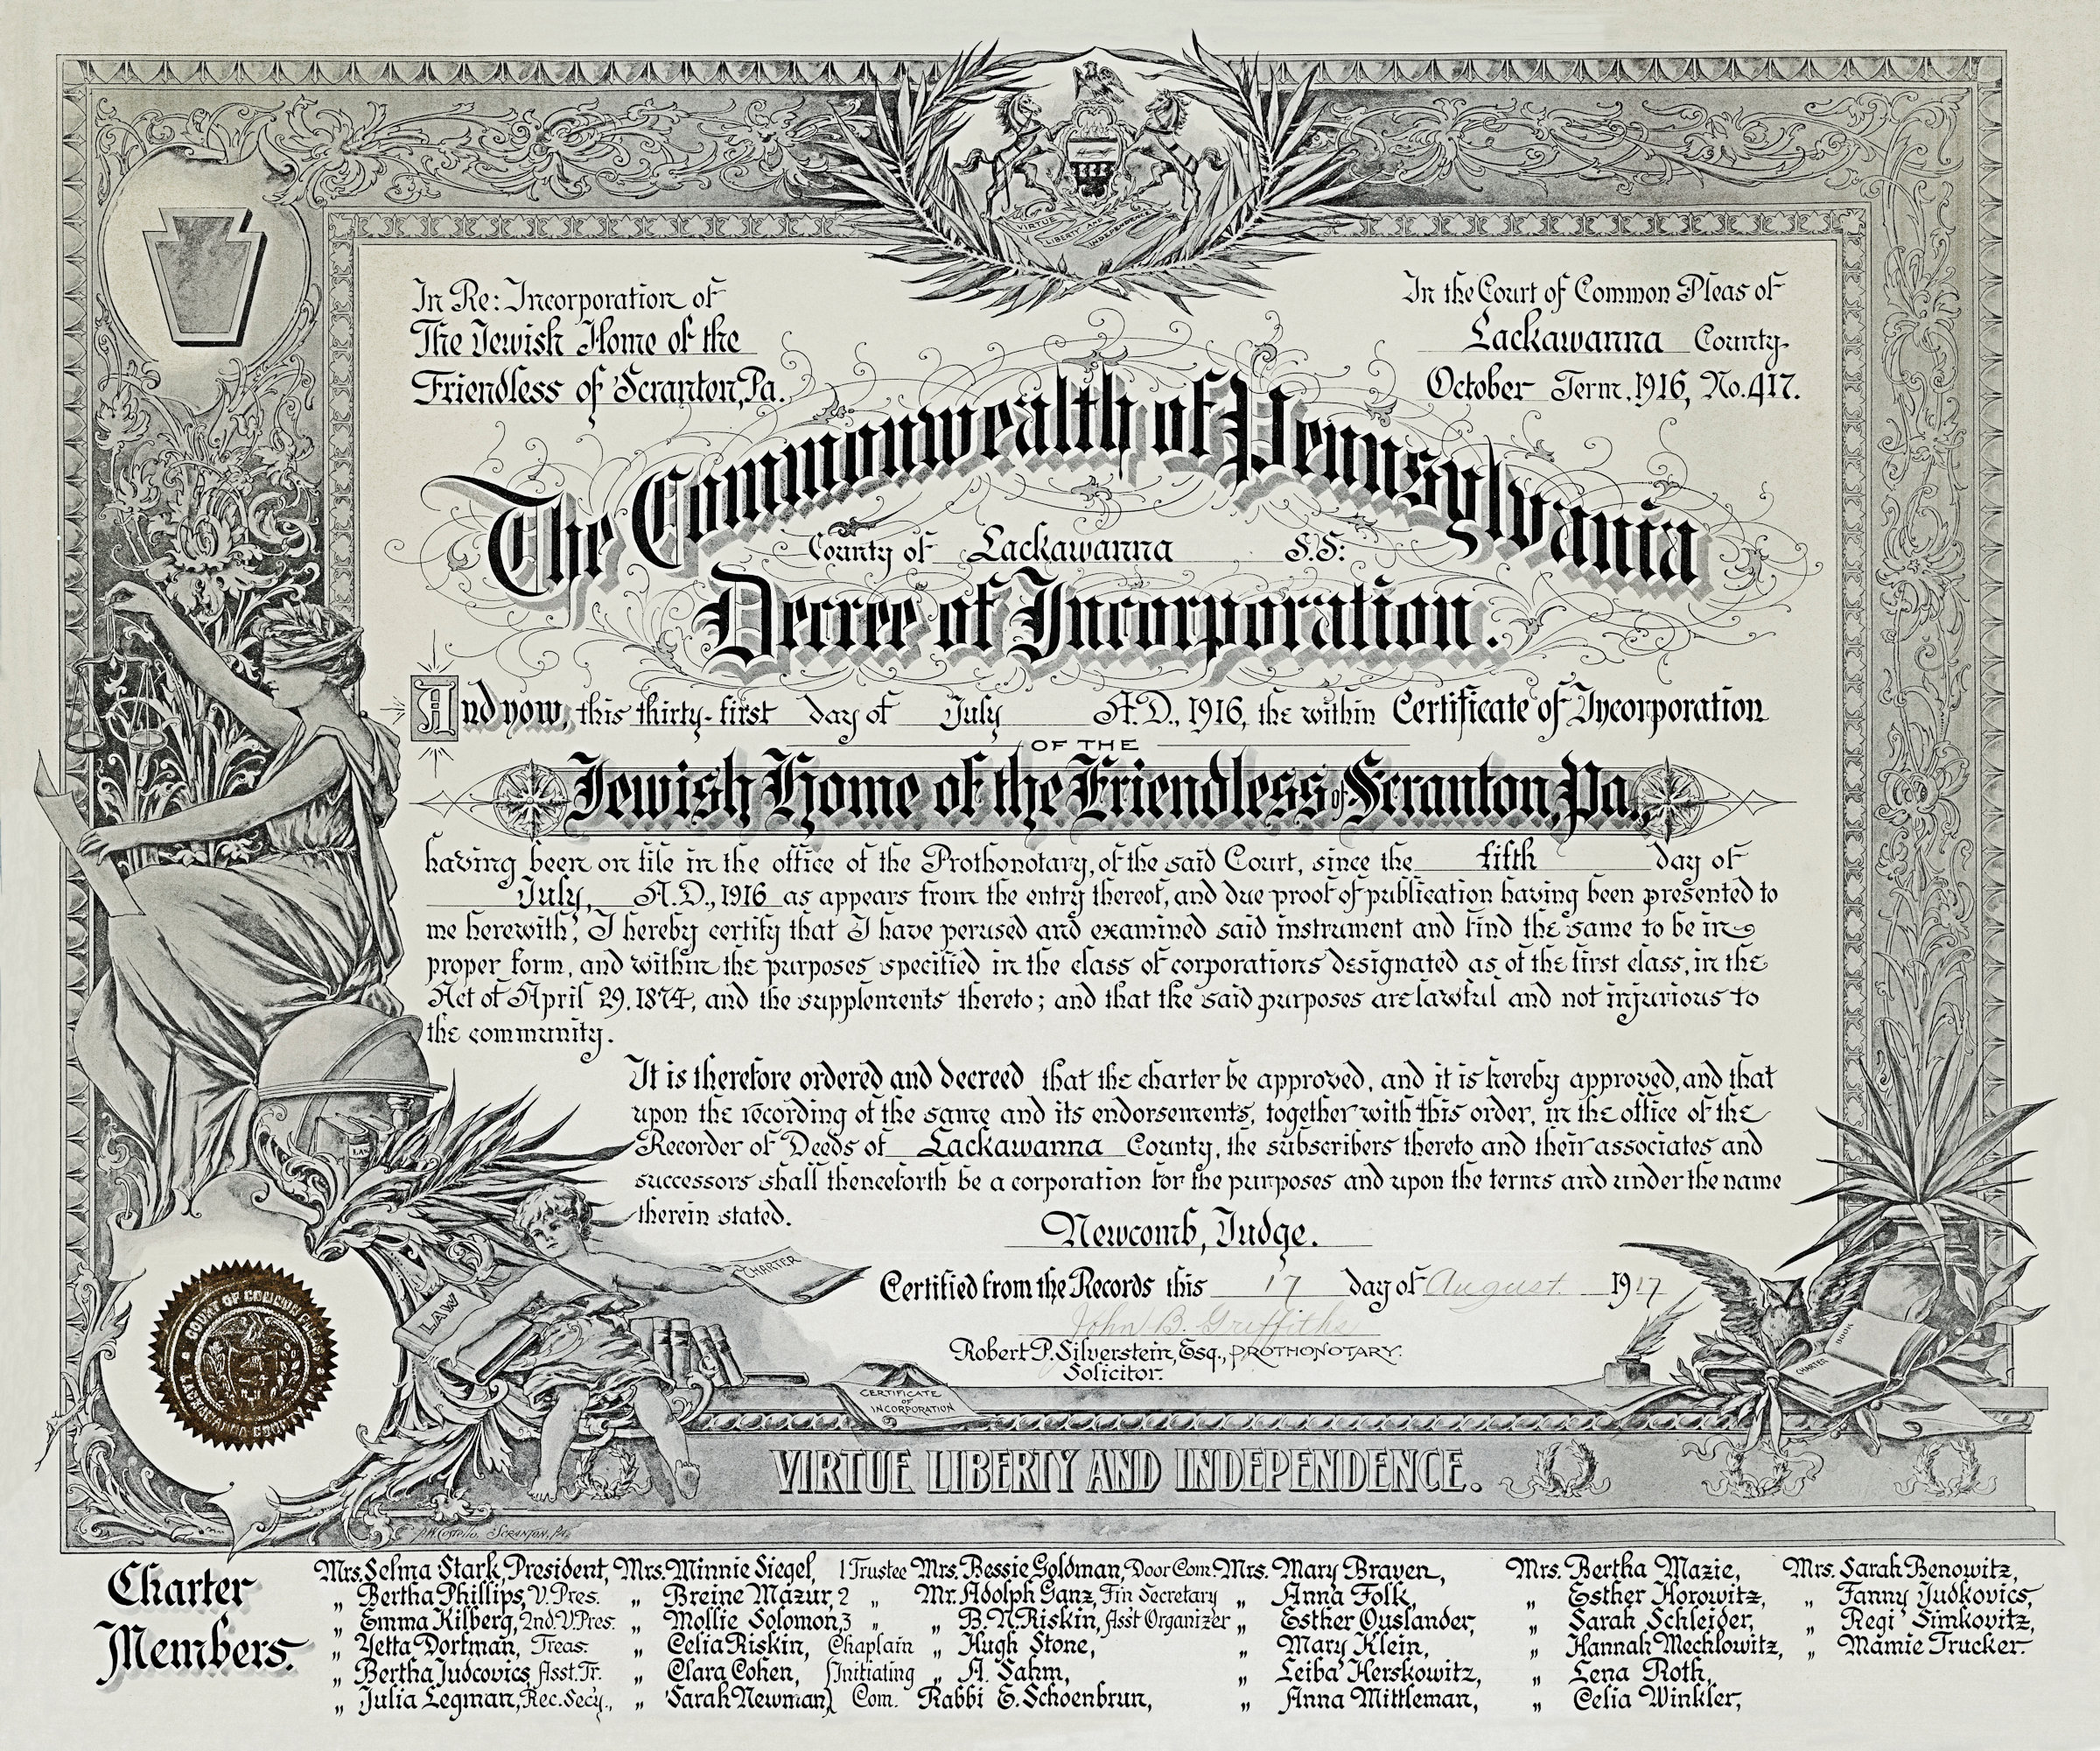 VIRTUE LIBERTY AND INDEPENDENCE
In Re: Incorporation of
The Jewish Home of the
Friendless of Scranton, Pa.
In the Court of Common Pleas of
Lackawanna County.
October Term, 1916, No. 417.
The Commonwealth of Pennsylvania
County of Lackawanna S.S:
Decree of Incorporation.
And now, this thirty-first day of July A.D., 1916, the within Certificate of Incorporation
OF THE
Jewish Home of the Friendless of Scranton, Pa.,
having been on file in the office of the Prothonotary, of the said Court, since the fifth day of
July, A.D., 1916 as appears from the entry thereof, and due proof of publication having been presented to
me herewith, I hereby certify that I have perused and examined said instrument and find the same to be in
proper form, and within the purposes specified in the class of corporations designated as of the first class, in the
Act of April 29, 1874, and the supplements thereto; and that the said purposes are lawful and not injurious to
the community.
It is therefore ordered and decreed that the charter be approved, and it is hereby approved, and that
upon the recording of the same and its endorsements, together with this order, in the office of the
Recorder of Deeds of Lackawanna County, the subscribers thereto and their associates and
successors shall thenceforth be a corporation for the purposes and upon the terms and under the name
therein stated.
Newcomb, Judge.
Certified from the Records this 17 day of August 1917
John B. Griffiths
Robert P. Silverstein, Esq., PROTHONOTARY.
Solicitor.
LAW
CHARTER
LAW
CERTIFICATE
OF
INCORPORATION
BOOK
CHARTER
COURT OF COMMON PLEAS
LACKAWANNA COUNTY
VIRTUE LIBERTY AND INDEPENDENCE.
P.W. Costello. SCRANTON, PA.
Charter
Members.
Mrs. Selma Stark, President,
„ Bertha Phillips, V. Pres.
„ Emma Kilberg, 2nd. V. Pres.
„ Yetta Dortman, Treas.
„ Bertha Judcovics, Asst. Tr.
„ Julia Legman, Rec. Secy.,
Mrs. Minnie Siegel, 1 Trustee
„ Breine Mazur, 2 „
„ Mollie Solomon, 3 „
„ Celia Riskin, Chaplain
„ Clara Cohen, Initiating
„ Sarah Newman, Com.
Mrs. Bessie Goldman, Door Com.
Mr. Adolph Ganz, Fin Secretary
„ B.N. Riskin, Asst Organizer
„ Hugh Stone,
„ A. Sahm,
Rabbi E. Schoenbrun,
Mrs. Mary Braven,
„ Anna Folk,
„ Esther Ouslander,
„ Mary Klein,
„ Leiba Herskowitz,
„ Anna Mittleman,
Mrs. Bertha Mazie,
„ Esther Horowitz,
„ Sarah Schleider,
„ Hannah Mechlowitz,
„ Lena Roth,
„ Celia Winkler,
Mrs. Sarah Benowitz,
„ Fanny Judkovics,
„ Regi Simkovitz,
„ Mamie Trucker.